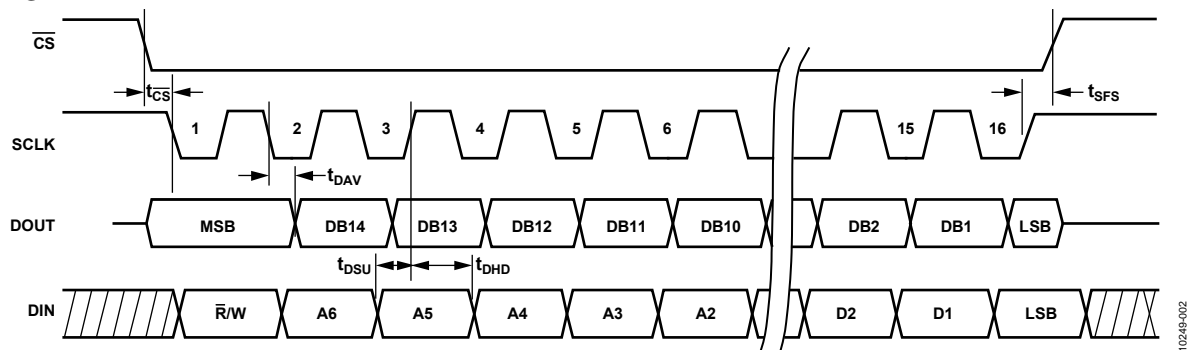 CS
tCS
tSFS
SCLK
1 2 3 4 5 6 15 16
tDAV
DOUT
MSB DB14 DB13 DB12 DB11 DB10 DB2 DB1 LSB
tDSU tDHD
DIN
R/W A6 A5 A4 A3 A2 D2 D1 LSB
10249-002